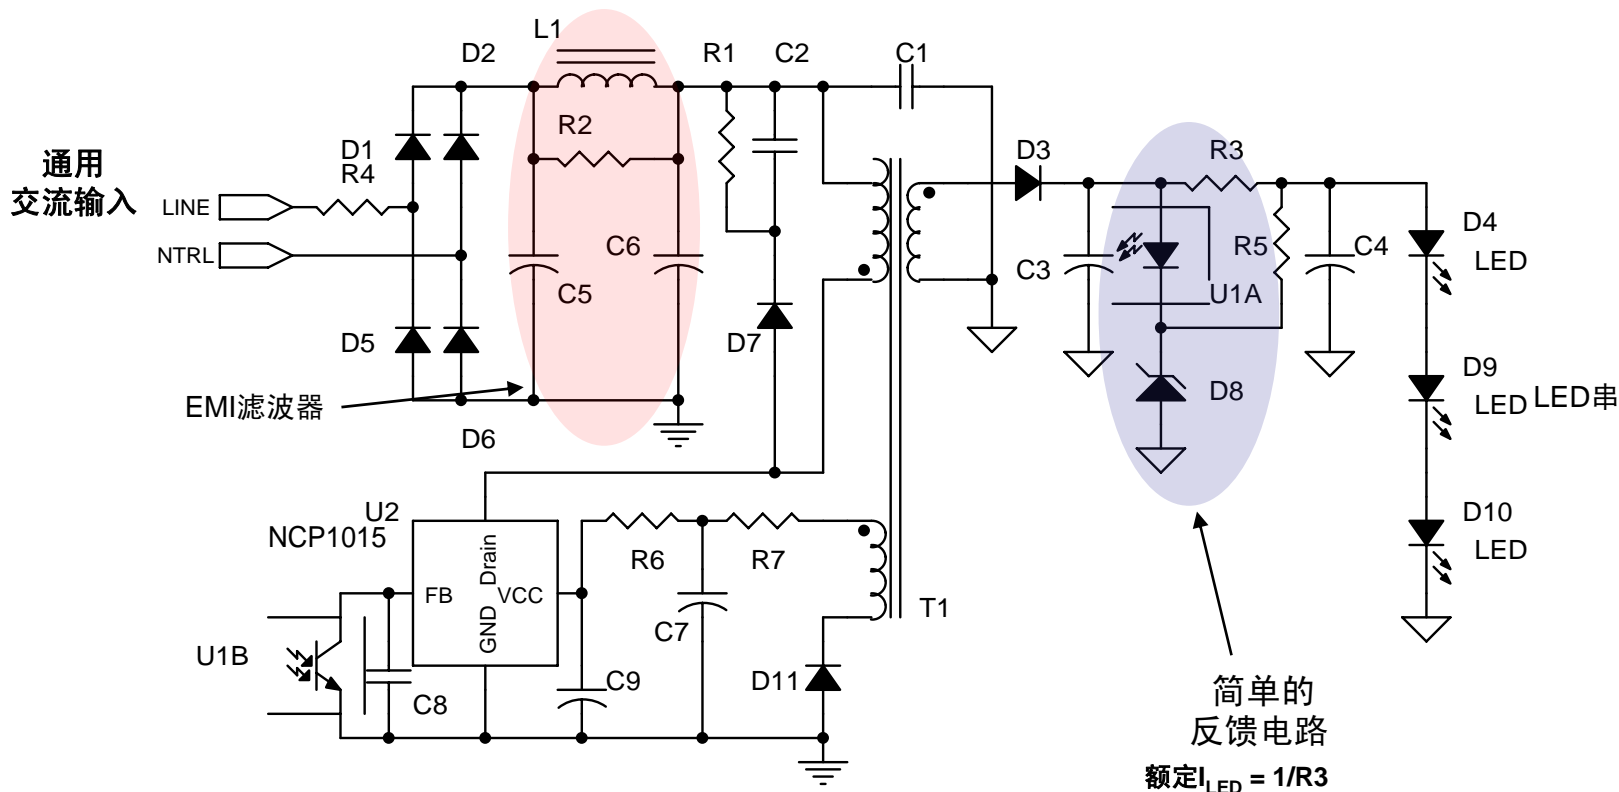 L1
D2
R1
C2
C1
R2
D1
R4
通用
交流输入
LINE
NTRL
D3
R3
D4
LED
C6
C5
C3
R5
C4
U1A
D5
D7
D9
LED
LED串
D8
EMI滤波器
D6
U2
NCP1015
Drain
FB
VCC
GND
R6
R7
D10
LED
T1
C7
U1B
C8
C9
D11
简单的
反馈电路
额定ILED = 1/R3